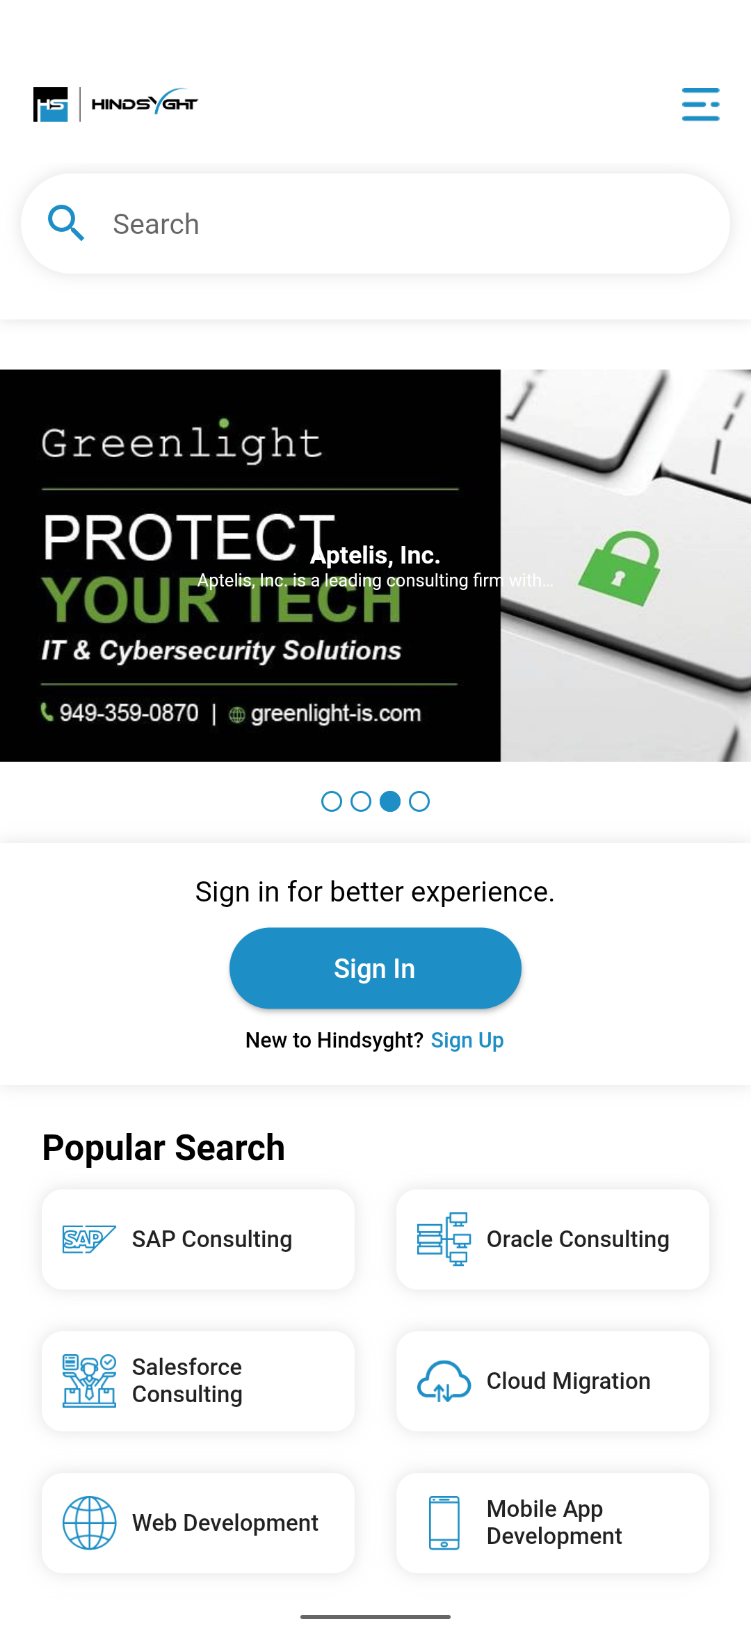 HS | HINDSYGHT
Search
Greenlight
PROTECT
Aptelis, Inc.
Aptelis, Inc. is a leading consulting firm with...
YOUR TECH
IT & Cybersecurity Solutions
949-359-0870 | greenlight-is.com
Sign in for better experience.
Sign In
New to Hindsyght? Sign Up
Popular Search
SAP SAP Consulting
Oracle Consulting
Salesforce
Consulting
Cloud Migration
Web Development
Mobile App
Development